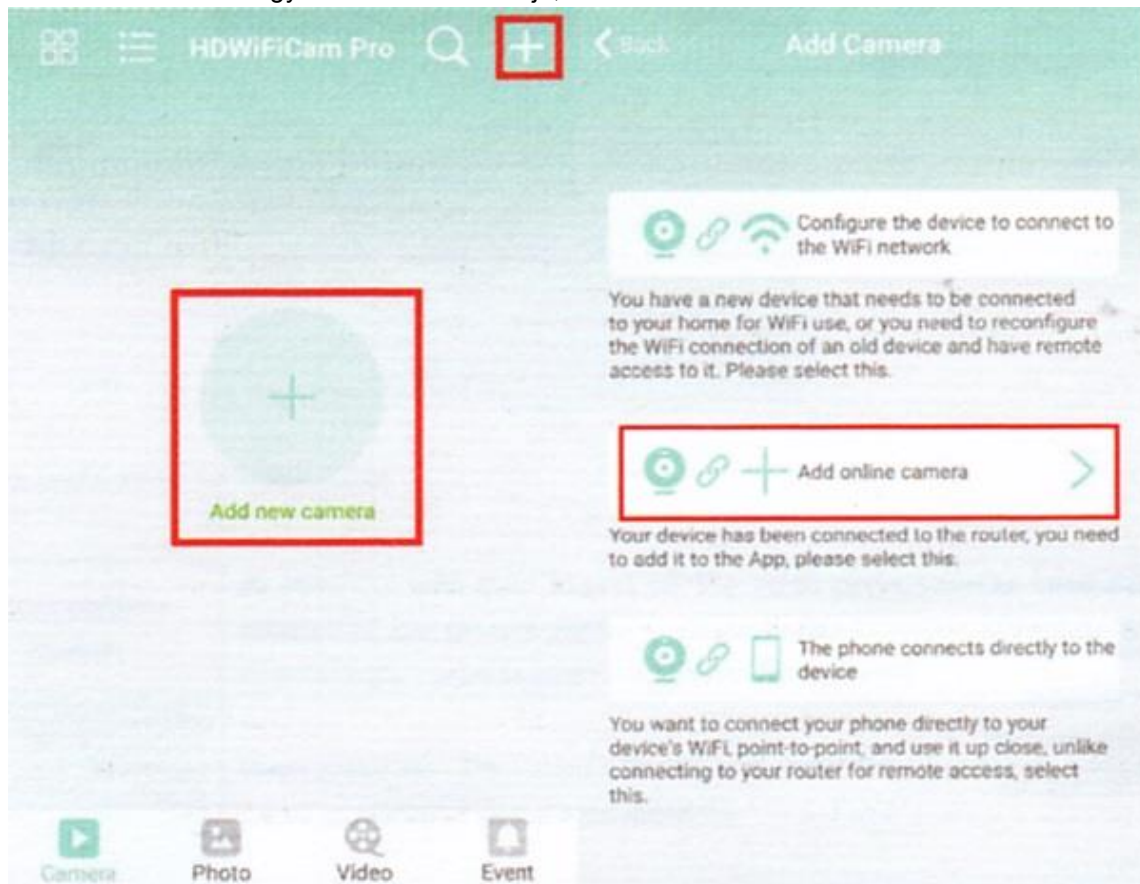 HDWiFiCam Pro
Back
Add Camera
Configure the device to connect to
the WiFi network
You have a new device that needs to be connected
to your home for WiFi use, or you need to reconfigure
the WiFi connection of an old device and have remote
access to it. Please select this.
Add new camera
Add online camera
Your device has been connected to the router, you need
to add it to the App, please select this.
The phone connects directly to the
device
You want to connect your phone directly to your
device's WiFi, point-to-point, and use it up close, unlike
connecting to your router for remote access, select
this.
Camera
Photo
Video
Event